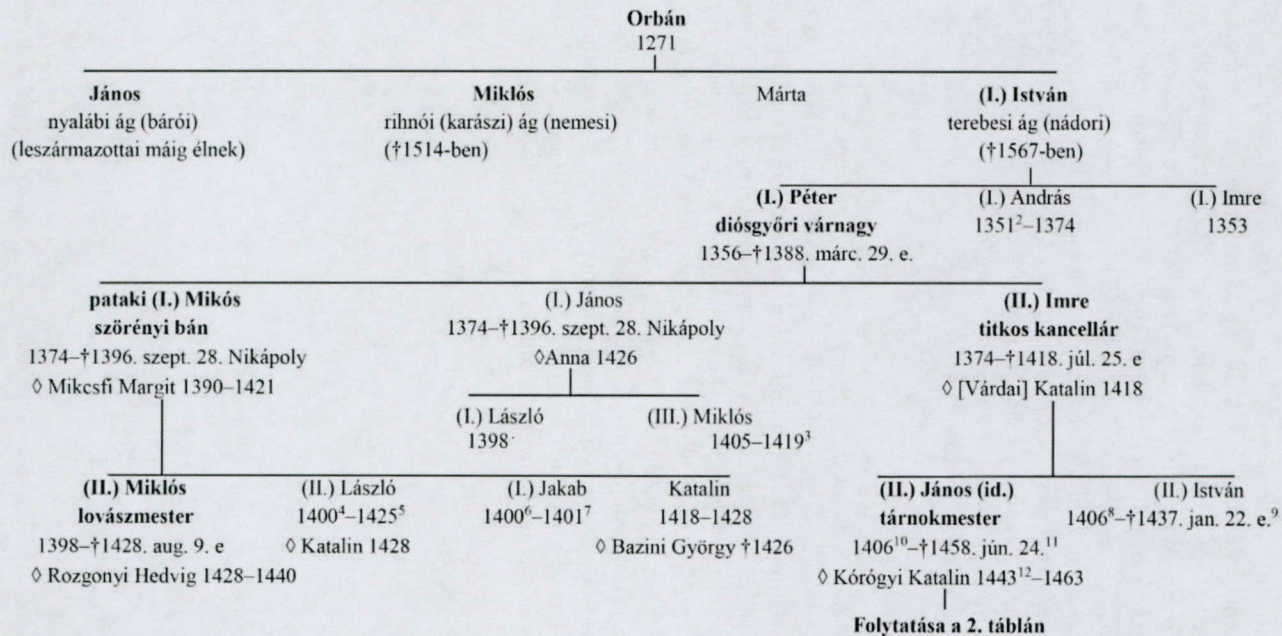 Orbán
1271
János Miklós Márta (I.) István
nyalábi ág (bárói) rihnói (karászi) ág (nemesi) terebesi ág (nádori)
(leszármazottai máig élnek) (†1514-ben) (†1567-ben)
(I.) Péter (I.) András (I.) Imre
diósgyőri várnagy 1351²–1374 1353
1356–†1388. márc. 29. e.
pataki (I.) Mikós (I.) János (II.) Imre
szörényi bán 1374–†1396. szept. 28. Nikápoly titkos kancellár
1374–†1396. szept. 28. Nikápoly ◊Anna 1426 1374–†1418. júl. 25. e
◊ Mikcsfi Margit 1390–1421 ◊ [Várdai] Katalin 1418
(I.) László (III.) Miklós
1398 1405–1419³
(II.) Miklós (II.) László (I.) Jakab Katalin (II.) János (id.) (II.) István
lovászmester 1400⁴–1425⁵ 1400⁶–1401⁷ 1418–1428 tárnokmester 1406⁸–†1437. jan. 22. e.⁹
1398–†1428. aug. 9. e ◊ Katalin 1428 ◊ Bazini György †1426 1406¹⁰–†1458. jún. 24.¹¹
◊ Rozgonyi Hedvig 1428–1440 ◊ Kórógyi Katalin 1443¹²–1463
Folytatása a 2. táblán